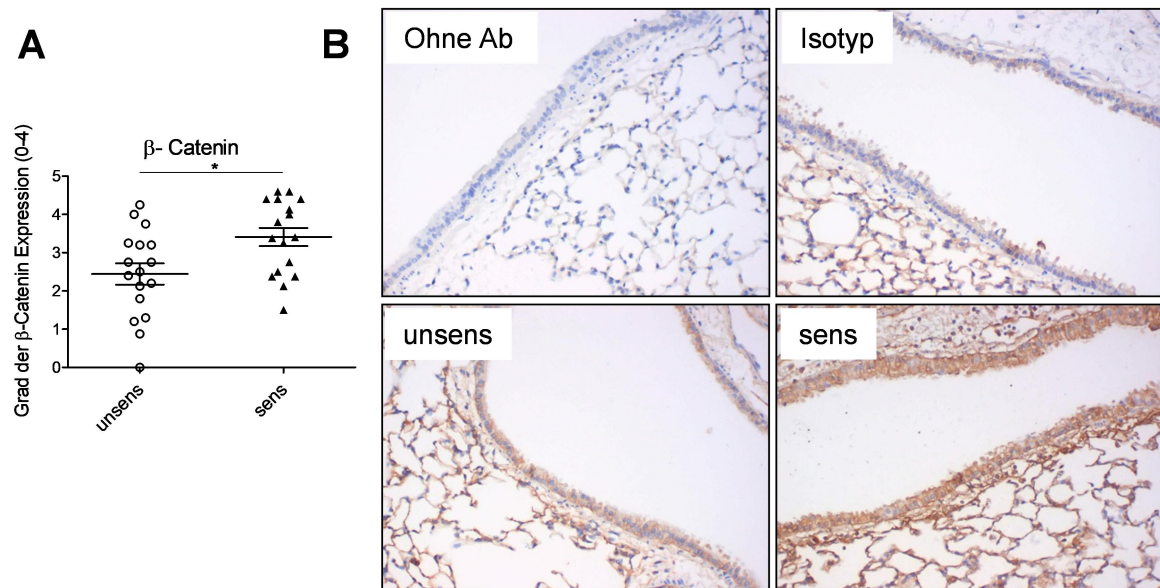 A
B
Ohne Ab
Isotyp
β- Catenin
*
Grad der β-Catenin Expression (0-4)
5
4
3
2
1
0
unsens
sens
unsens
sens